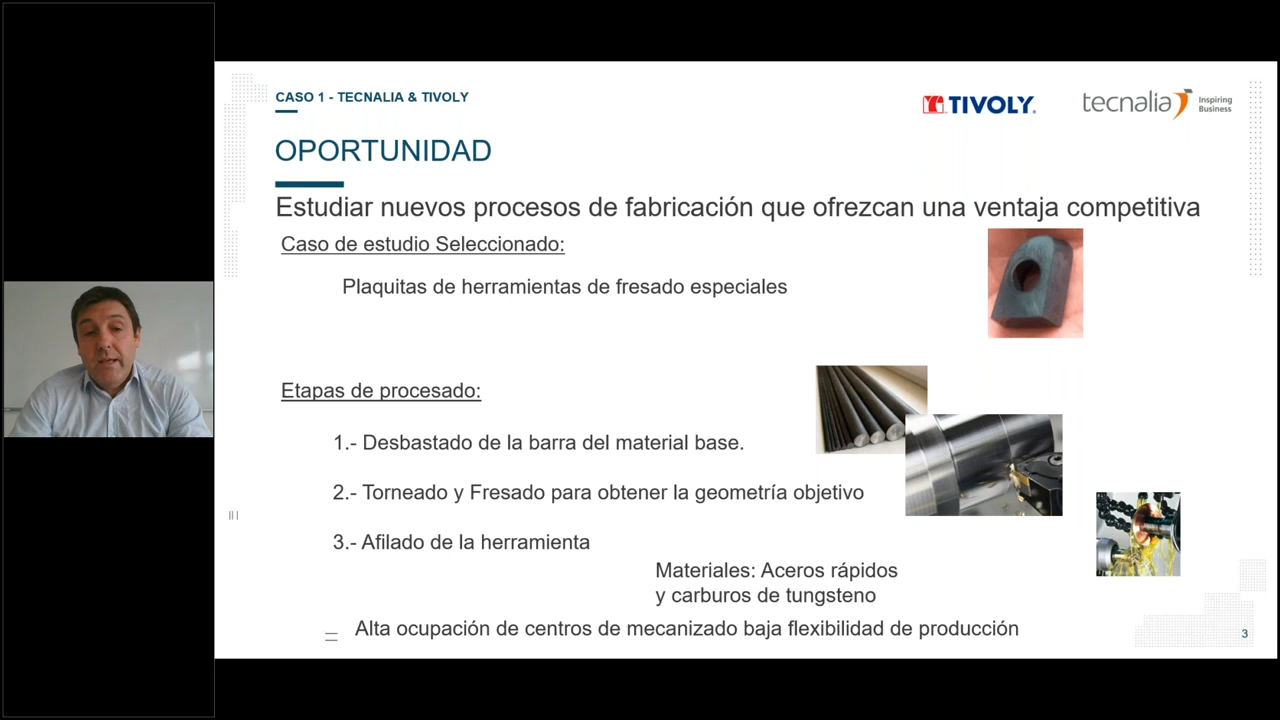 CASO 1 - TECNALIA & TIVOLY
TIVOLY
tecnalia
Inspiring
Business
OPORTUNIDAD
Estudiar nuevos procesos de fabricación que ofrezcan una ventaja competitiva
Caso de estudio Seleccionado:
Plaquitas de herramientas de fresado especiales
Etapas de procesado:
1.- Desbastado de la barra del material base.
2.- Torneado y Fresado para obtener la geometría objetivo
3.- Afilado de la herramienta
Materiales: Aceros rápidos
y carburos de tungsteno
Alta ocupación de centros de mecanizado baja flexibilidad de producción
3